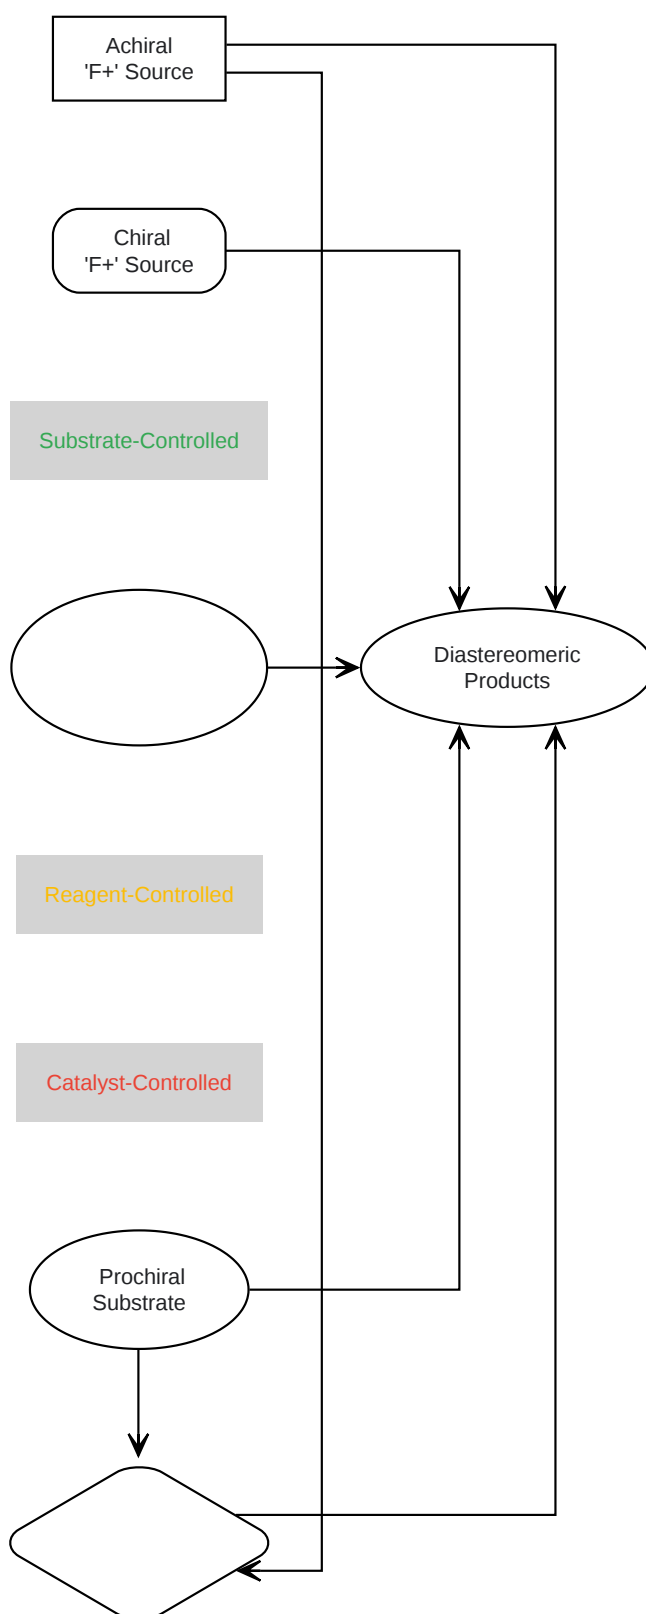 Achiral
'F+' Source
Chiral
'F+' Source
Substrate-Controlled
Diastereomeric
Products
Reagent-Controlled
Catalyst-Controlled
Prochiral
Substrate